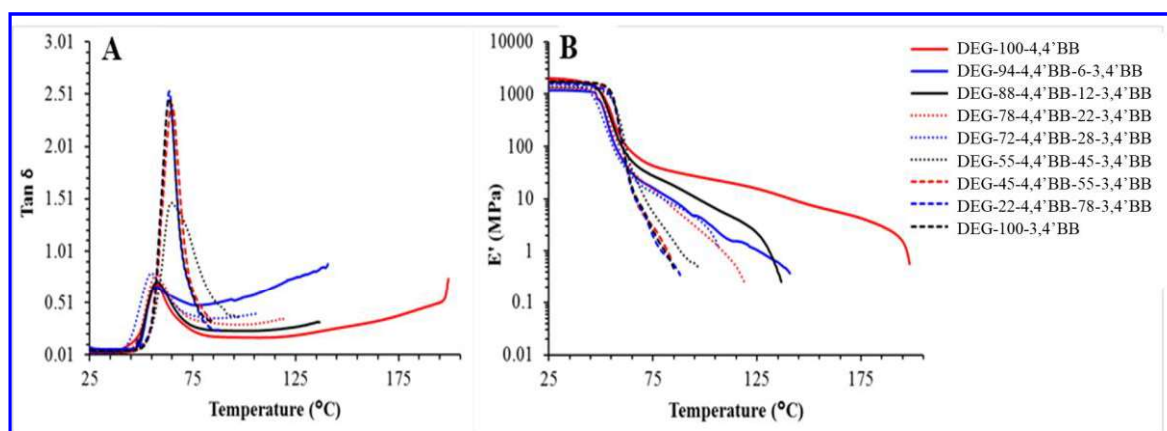 A
Tan δ
3.01
2.51
2.01
1.51
1.01
0.51
0.01
25
75
125
175
Temperature (°C)
B
E' (MPa)
10000
1000
100
10
1
0.1
0.01
25
75
125
175
Temperature (°C)
DEG-100-4,4’BB
DEG-94-4,4’BB-6-3,4’BB
DEG-88-4,4’BB-12-3,4’BB
DEG-78-4,4’BB-22-3,4’BB
DEG-72-4,4’BB-28-3,4’BB
DEG-55-4,4’BB-45-3,4’BB
DEG-45-4,4’BB-55-3,4’BB
DEG-22-4,4’BB-78-3,4’BB
DEG-100-3,4’BB